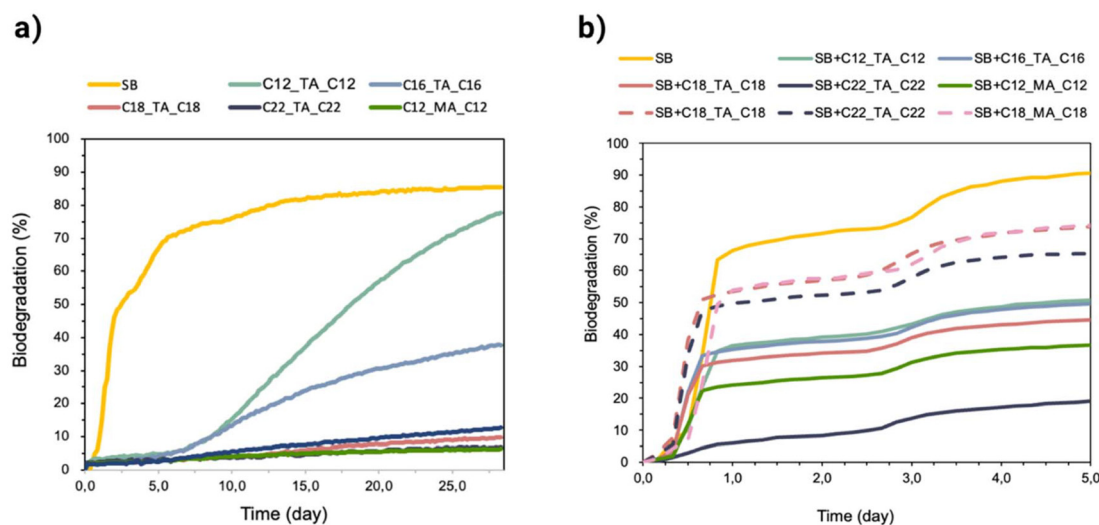 a)
SB C12_TA_C12 C16_TA_C16
C18_TA_C18 C22_TA_C22 C12_MA_C12
100
90
80
70
60
50
40
30
20
10
0
Biodegradation (%)
0,0 5,0 10,0 15,0 20,0 25,0
Time (day)
b)
SB SB+C12_TA_C12 SB+C16_TA_C16
SB+C18_TA_C18 SB+C22_TA_C22 SB+C12_MA_C12
SB+C18_TA_C18 SB+C22_TA_C22 SB+C18_MA_C18
100
90
80
70
60
50
40
30
20
10
0
Biodegradation (%)
0,0 1,0 2,0 3,0 4,0 5,0
Time (day)